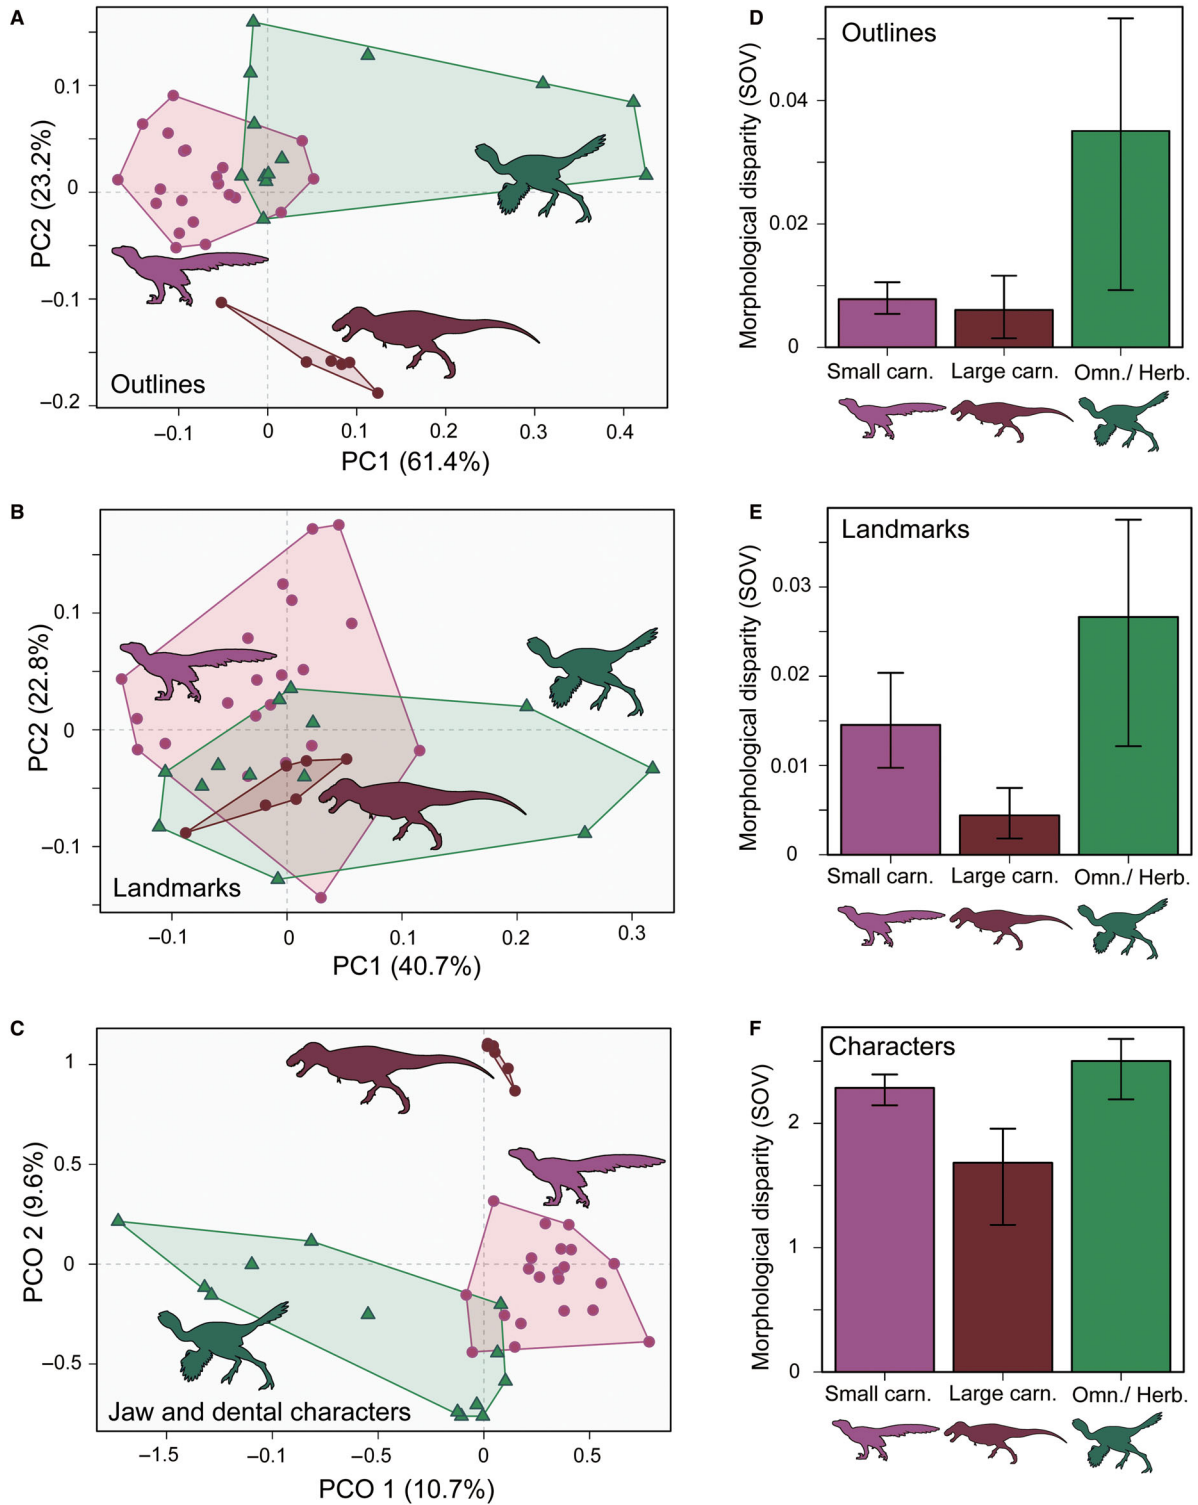 A
PC2 (23.2%)
0.1
0
−0.1
−0.2
Outlines
−0.1 0 0.1 0.2 0.3 0.4
PC1 (61.4%)
D
Morphological disparity (SOV)
Outlines
0.04
0.02
0
Small carn. Large carn. Omn./ Herb.
B
PC2 (22.8%)
0.1
0
−0.1
Landmarks
−0.1 0 0.1 0.2 0.3
PC1 (40.7%)
E
Morphological disparity (SOV)
Landmarks
0.03
0.02
0.01
0
Small carn. Large carn. Omn./ Herb.
C
PCO 2 (9.6%)
1
0.5
0
−0.5
Jaw and dental characters
−1.5 −0.1 −0.5 0 0.5
PCO 1 (10.7%)
F
Morphological disparity (SOV)
Characters
2
1
0
Small carn. Large carn. Omn./ Herb.